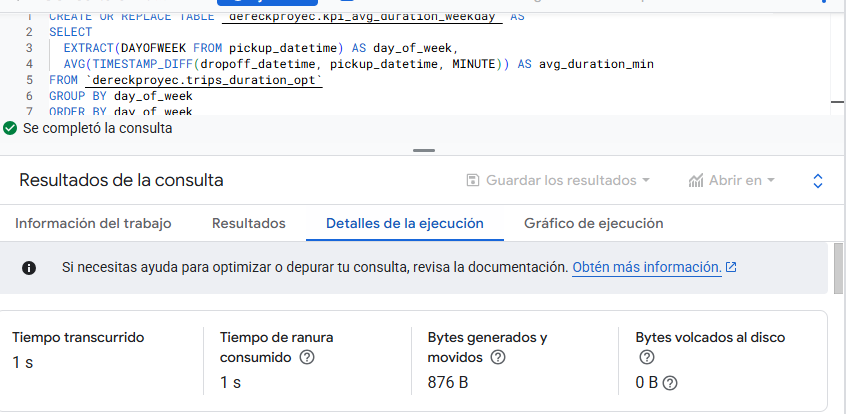 1 CREATE OR REPLACE TABLE `dereckproyec.kpi_avg_duration_weekday` AS
2 SELECT
3 EXTRACT(DAYOFWEEK FROM pickup_datetime) AS day_of_week,
4 AVG(TIMESTAMP_DIFF(dropoff_datetime, pickup_datetime, MINUTE)) AS avg_duration_min
5 FROM `dereckproyec.trips_duration_opt`
6 GROUP BY day_of_week
7 ORDER BY day_of_week
Se completó la consulta
Resultados de la consulta
Guardar los resultados
Abrir en
Información del trabajo
Resultados
Detalles de la ejecución
Gráfico de ejecución
Si necesitas ayuda para optimizar o depurar tu consulta, revisa la documentación. Obtén más información.
Tiempo transcurrido
1 s
Tiempo de ranura
consumido
1 s
Bytes generados y
movidos
876 B
Bytes volcados al disco
0 B